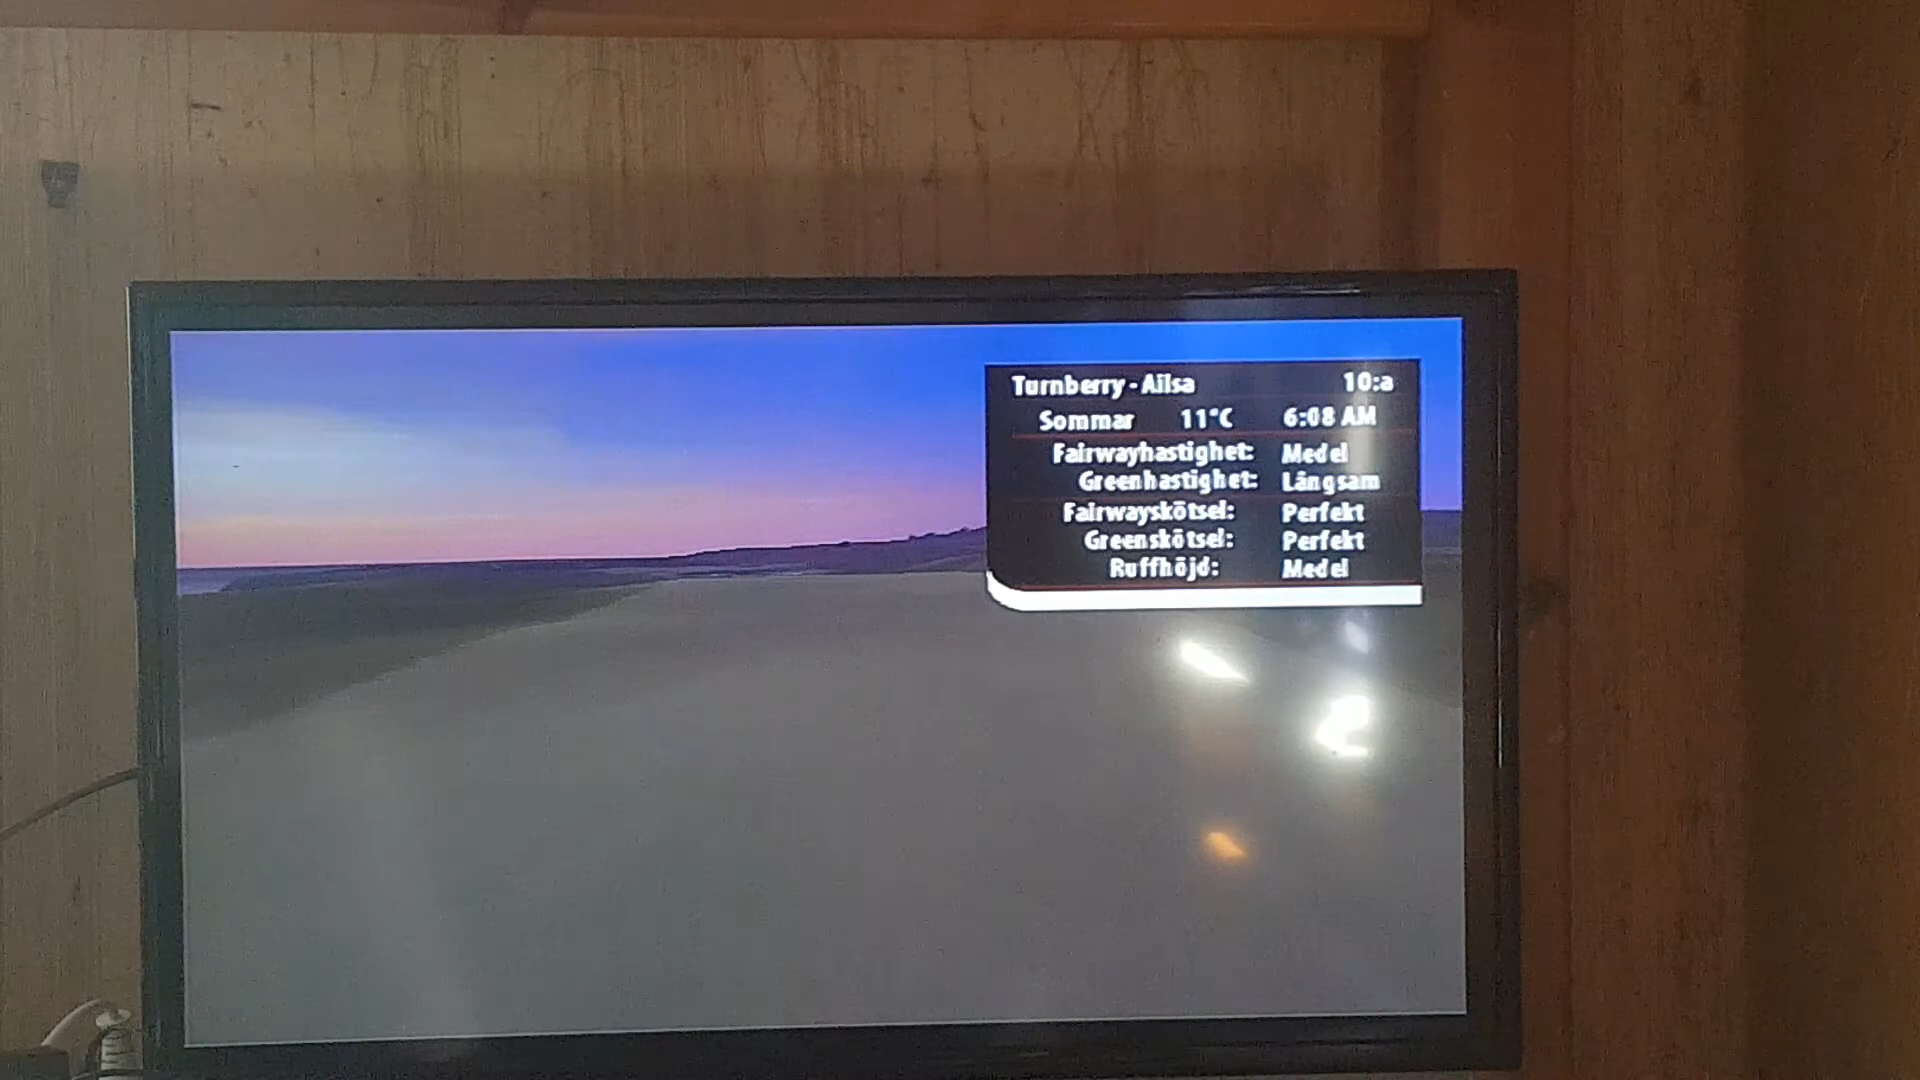 Turnberry - Ailsa 10:a
Sommar 11°C 6:08 AM
Fairwayhastighet: Medel
Greenhastighet: Långsam
Fairwayskötsel: Perfekt
Greenskötsel: Perfekt
Ruffhöjd: Medel